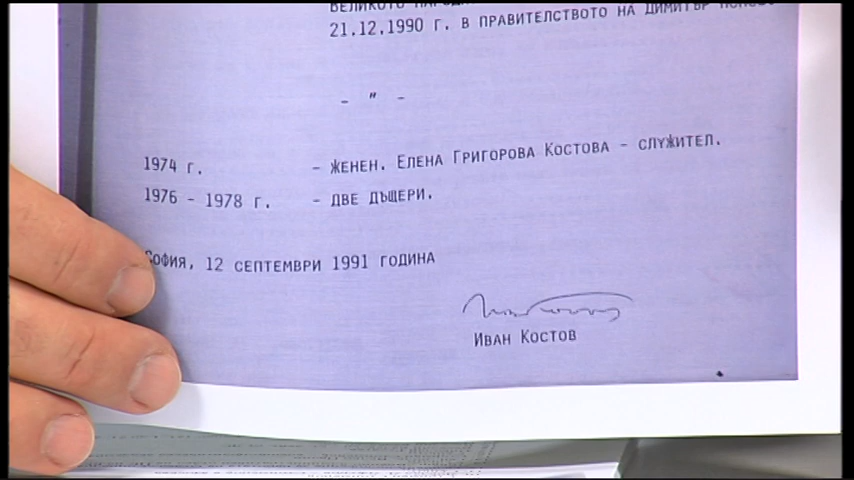 21.12.1990 г. в правителството на Димитър
- " -
1974 г. - женен. Елена Григорова Костова - служител.
1976 - 1978 г. - две дъщери.
София, 12 септември 1991 година
Иван Костов